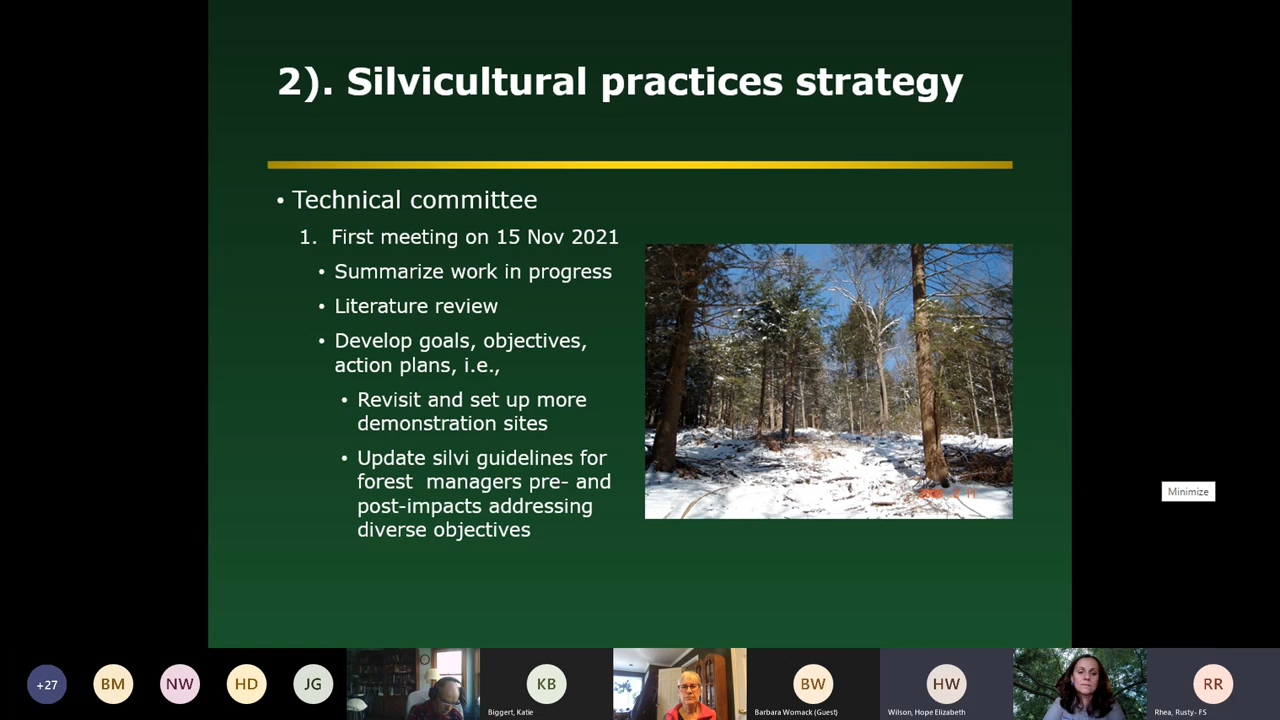 2). Silvicultural practices strategy
• Technical committee
1. First meeting on 15 Nov 2021
• Summarize work in progress
• Literature review
• Develop goals, objectives,
action plans, i.e.,
• Revisit and set up more
demonstration sites
• Update silvi guidelines for
forest managers pre- and
post-impacts addressing
diverse objectives
Minimize
+27
BM
NW
HD
JG
KB
BW
HW
RR
Biggert, Katie
Barbara Womack (Guest)
Wilson, Hope Elizabeth
Rhea, Rusty- FS